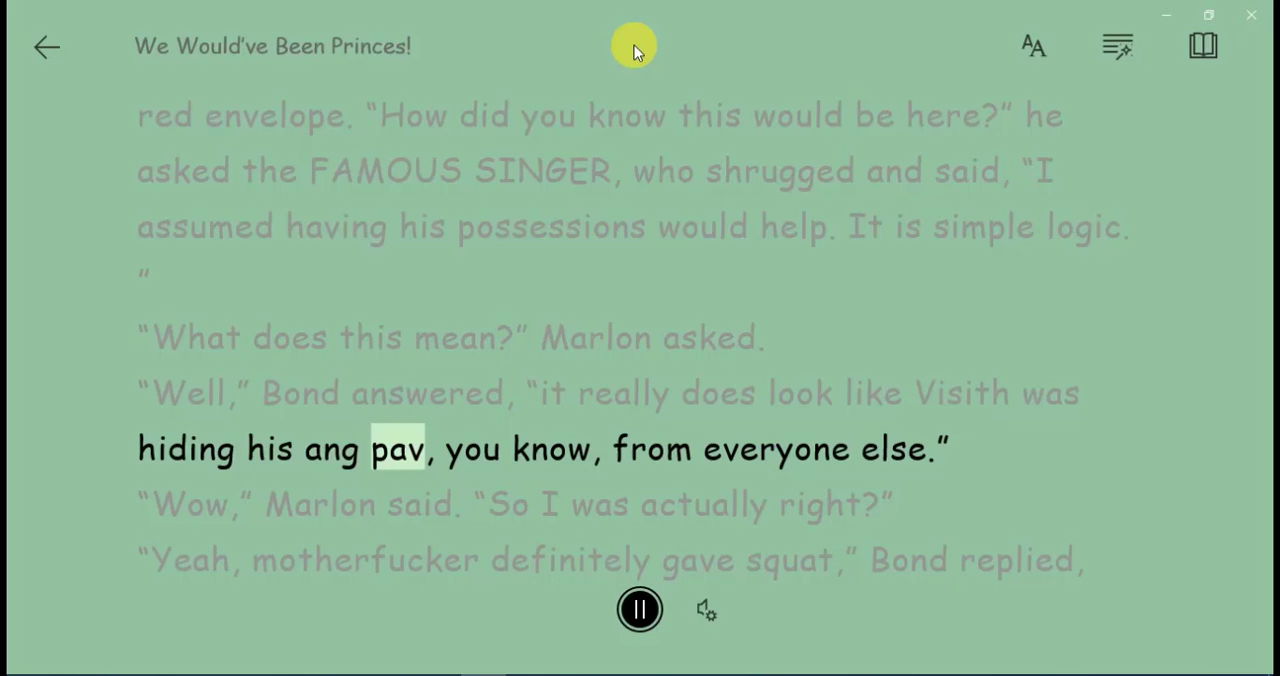 We Would've Been Princes!
red envelope. “How did you know this would be here?” he
asked the FAMOUS SINGER, who shrugged and said, “I
assumed having his possessions would help. It is simple logic.
”
“What does this mean?” Marlon asked.
“Well,” Bond answered, “it really does look like Visith was
hiding his ang pav, you know, from everyone else.”
“Wow,” Marlon said. “So I was actually right?”
“Yeah, motherfucker definitely gave squat,” Bond replied,